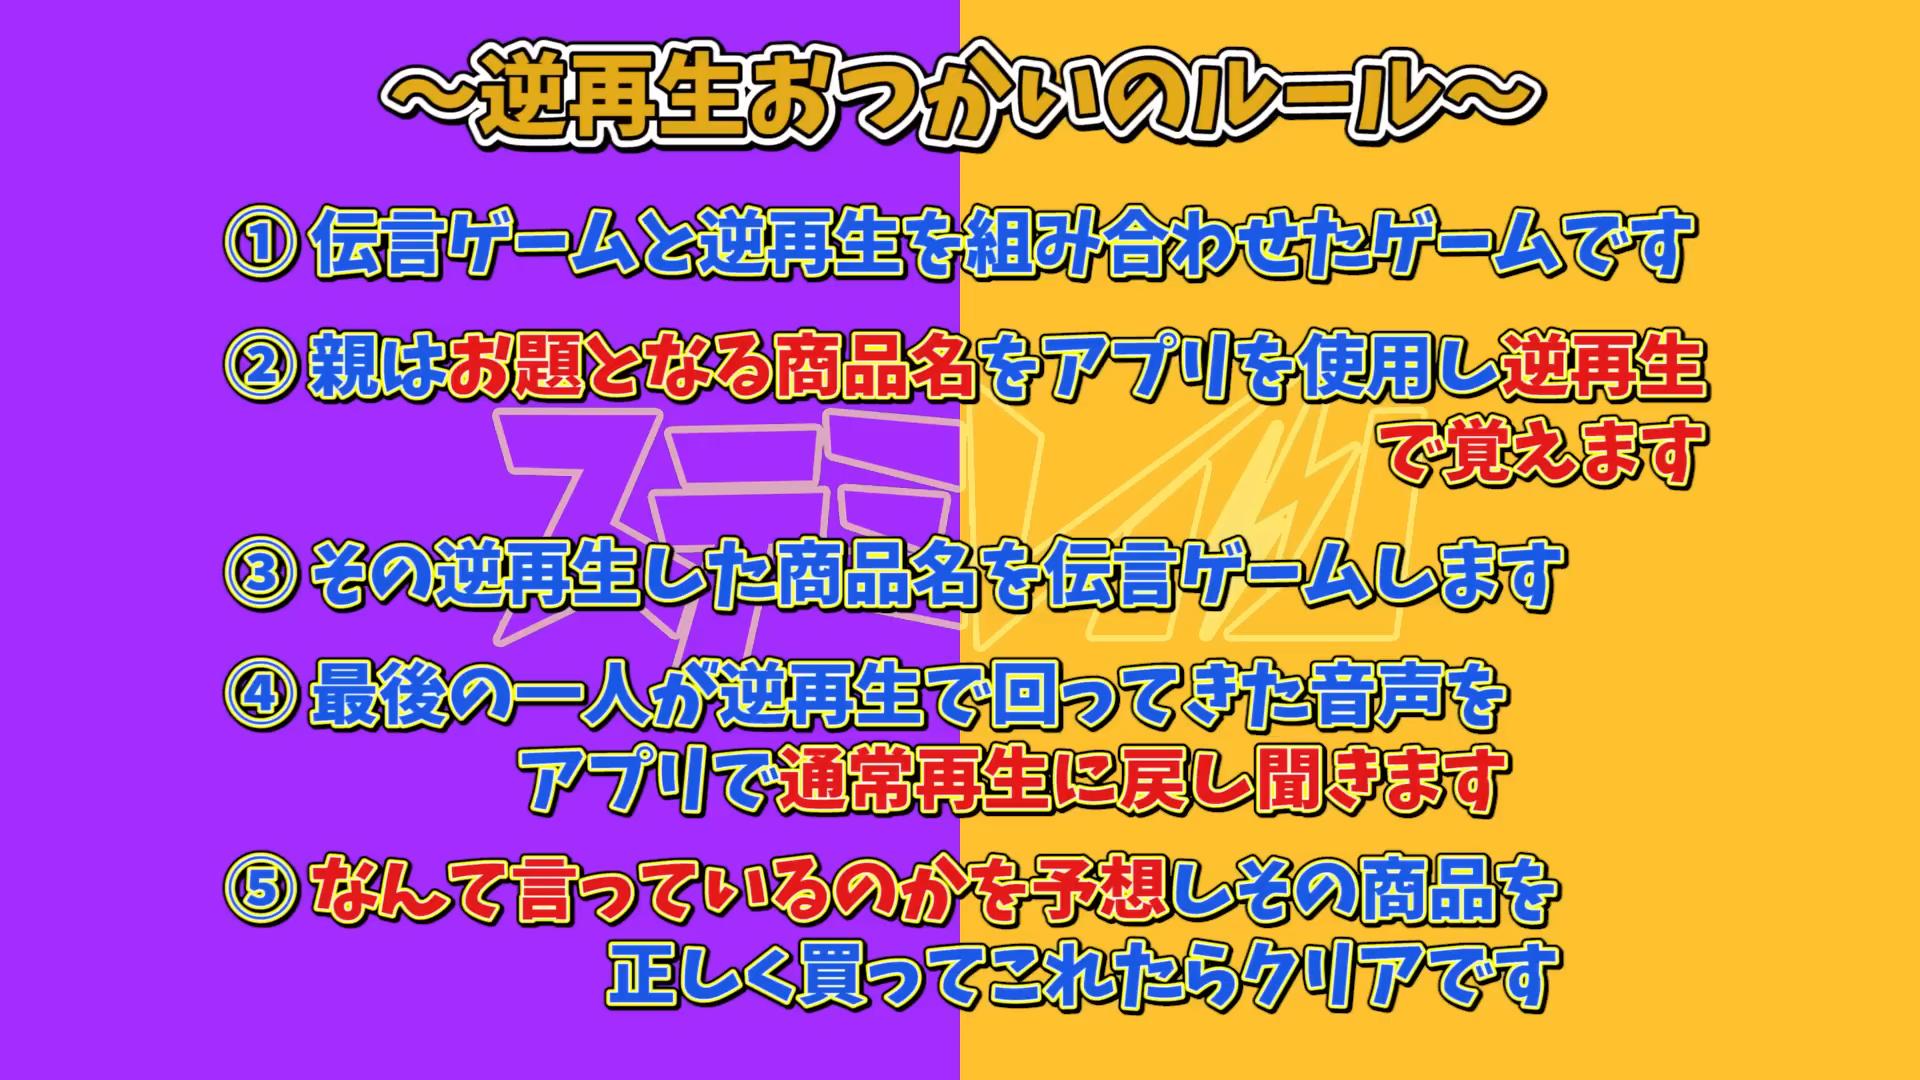 ～逆再生おつかいのルール～
①伝言ゲームと逆再生を組み合わせたゲームです
②親はお題となる商品名をアプリを使用し逆再生
で覚えます
③その逆再生した商品名を伝言ゲームします
④最後の一人が逆再生で回ってきた音声を
アプリで通常再生に戻し聞きます
⑤なんて言っているのかを予想しその商品を
正しく買ってこれたらクリアです